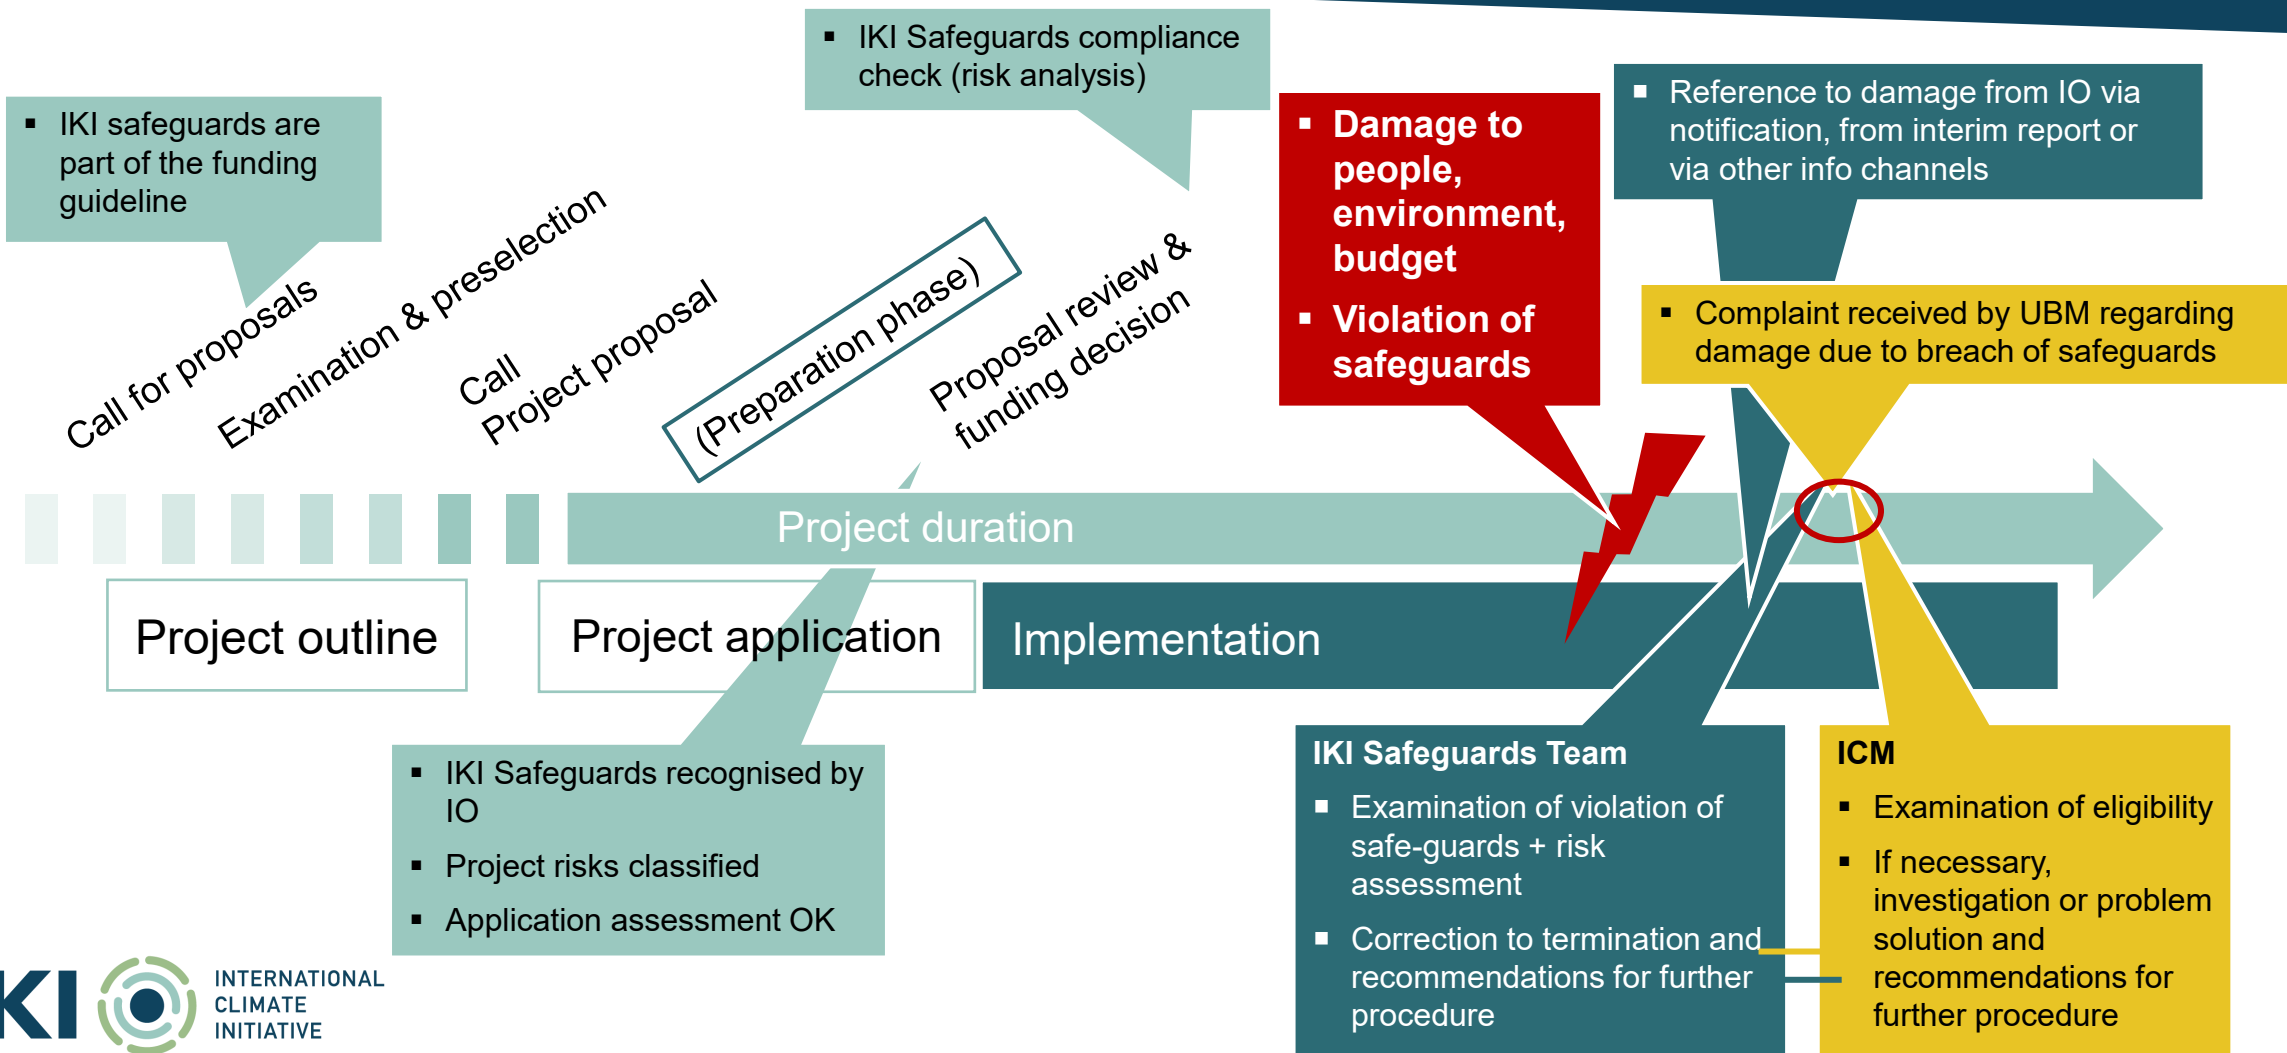 IKI Safeguards compliance
check (risk analysis)
IKI safeguards are
part of the funding
guideline
Damage to
people,
environment,
budget
Violation of
safeguards
Reference to damage from IO via
notification, from interim report or
via other info channels
Complaint received by UBM regarding
damage due to breach of safeguards
Call for proposals
Examination & preselection
Call
Project proposal
(Preparation phase)
Proposal review &
funding decision
Project duration
Project outline
Project application
Implementation
IKI Safeguards recognised by
IO
Project risks classified
Application assessment OK
IKI Safeguards Team
Examination of violation of
safe-guards + risk
assessment
Correction to termination and
recommendations for further
procedure
ICM
Examination of eligibility
If necessary,
investigation or problem
solution and
recommendations for
further procedure
KI
INTERNATIONAL
CLIMATE
INITIATIVE